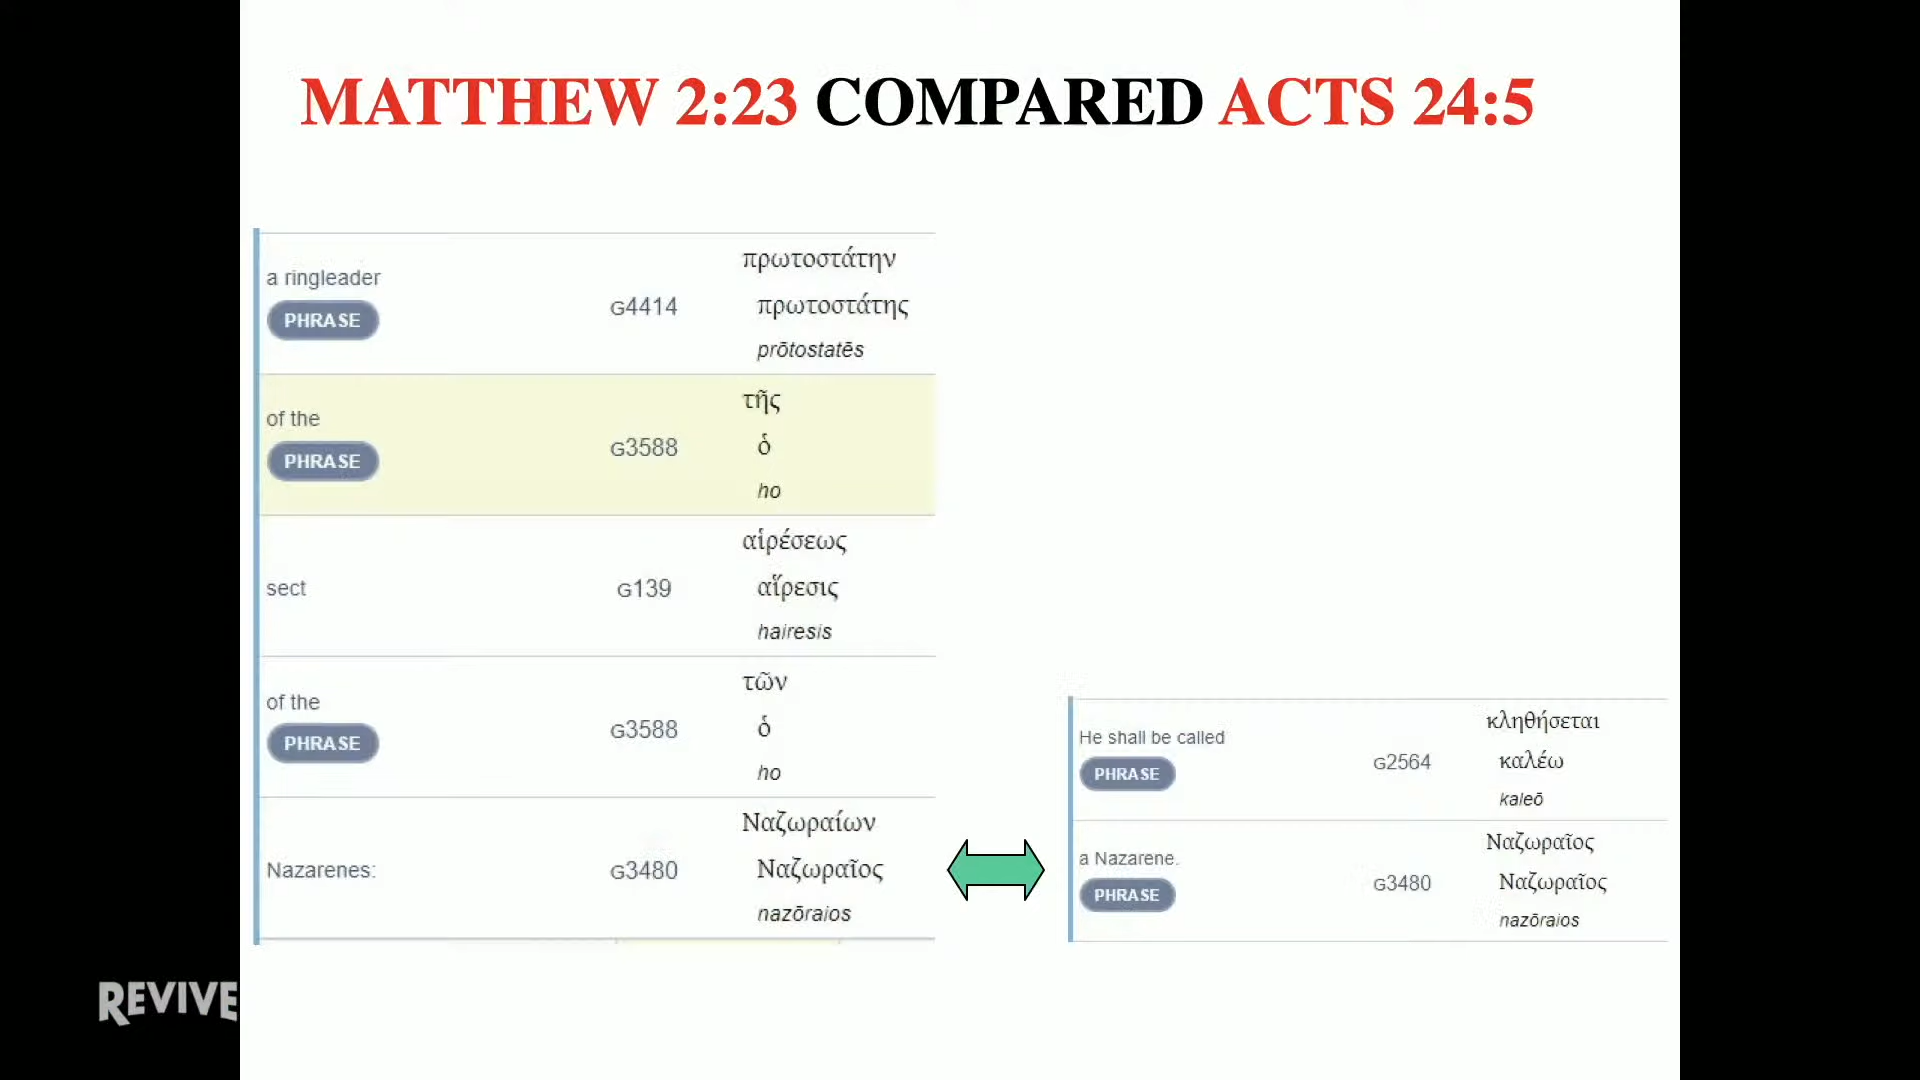 MATTHEW 2:23 COMPARED ACTS 24:5
a ringleader
PHRASE
G4414
πρωτοστάτην
πρωτοστάτης
prōtostatēs
of the
PHRASE
G3588
τῆς
ὁ
ho
sect
G139
αἱρέσεως
αἵρεσις
hairesis
of the
PHRASE
G3588
τῶν
ὁ
ho
Nazarenes:
G3480
Ναζωραίων
Ναζωραῖος
nazōraios
He shall be called
PHRASE
G2564
κληθήσεται
καλέω
kaleō
a Nazarene.
PHRASE
G3480
Ναζωραῖος
Ναζωραῖος
nazōraios
REVIVE